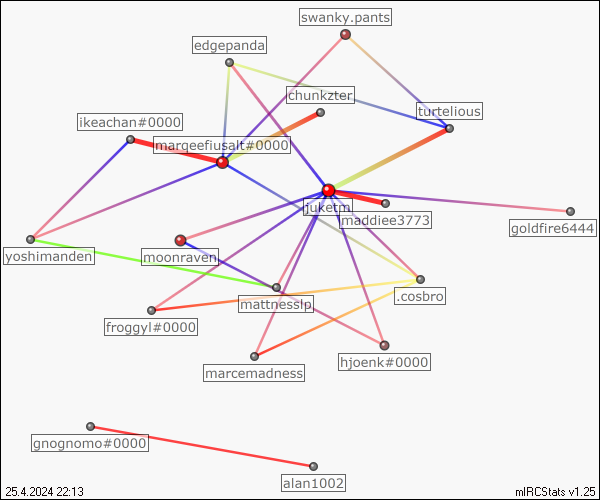 swanky.pants
edgepanda
chunkzter
turtelious
ikeachan#0000
margeefiusalt#0000
juketm
maddiee3773
goldfire6444
yoshimanden
moonraven
mattnesslp
.cosbro
froggyl#0000
hjoenk#0000
marcemadness
gnognomo#0000
alan1002
25.4.2024 22:13
mIRCStats v1.25